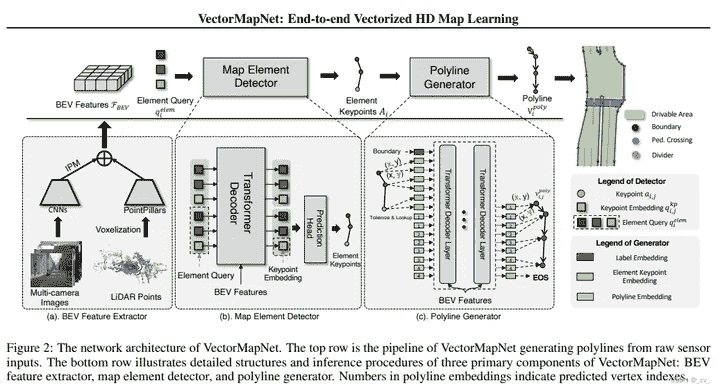 VectorMapNet: End-to-end Vectorized HD Map Learning
BEV Features F_BEV
Element Query
q_i^elem
Map Element
Detector
Element
Keypoints A_i
Polyline
Generator
Polyline
V_i^poly
Drivable Area
Boundary
Ped. Crossing
Divider
IPM
CNNs
PointPillars
Voxelization
Multi-camera
Images
LiDAR Points
(a). BEV Feature Extractor
Transformer
Decoder
Prediction
Head
Element
Keypoints
Element Query
Keypoint
Embedding
BEV Features
(b). Map Element Detector
Boundary
(x, y)
(x, y)
Tokenize & Lookup
Transformer Decoder Layer
Transformer Decoder Layer
(x, y)
EOS
BEV Features
(c). Polyline Generator
Legend of Detector
Keypoint a_{i,j}
Keypoint Embedding q_{i,j}^kp
Element Query q_i^elem
Legend of Generator
Label Embedding
Element Keypoint
Embedding
Polyline Embedding
Figure 2: The network architecture of VectorMapNet. The top row is the pipeline of VectorMapNet generating polylines from raw sensor
inputs. The bottom row illustrates detailed structures and inference procedures of three primary components of VectorMapNet: BEV
feature extractor, map element detector, and polyline generator. Numbers in polyline embeddings indicate predicted vertex indexes.